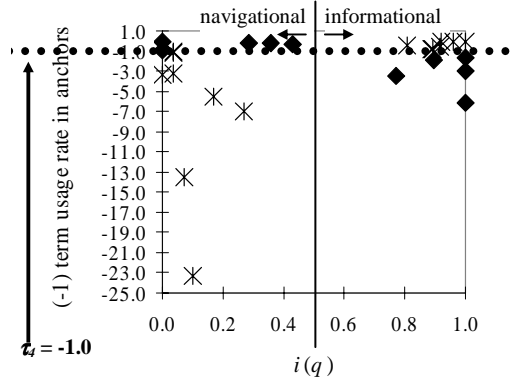 navigational informational
1.0
-1.0
-3.0
-5.0
-7.0
-9.0
-11.0
-13.0
-15.0
-17.0
-19.0
-21.0
-23.0
-25.0
(-1) term usage rate in anchors
0.0 0.2 0.4 0.6 0.8 1.0
τ4 = -1.0
i(q)